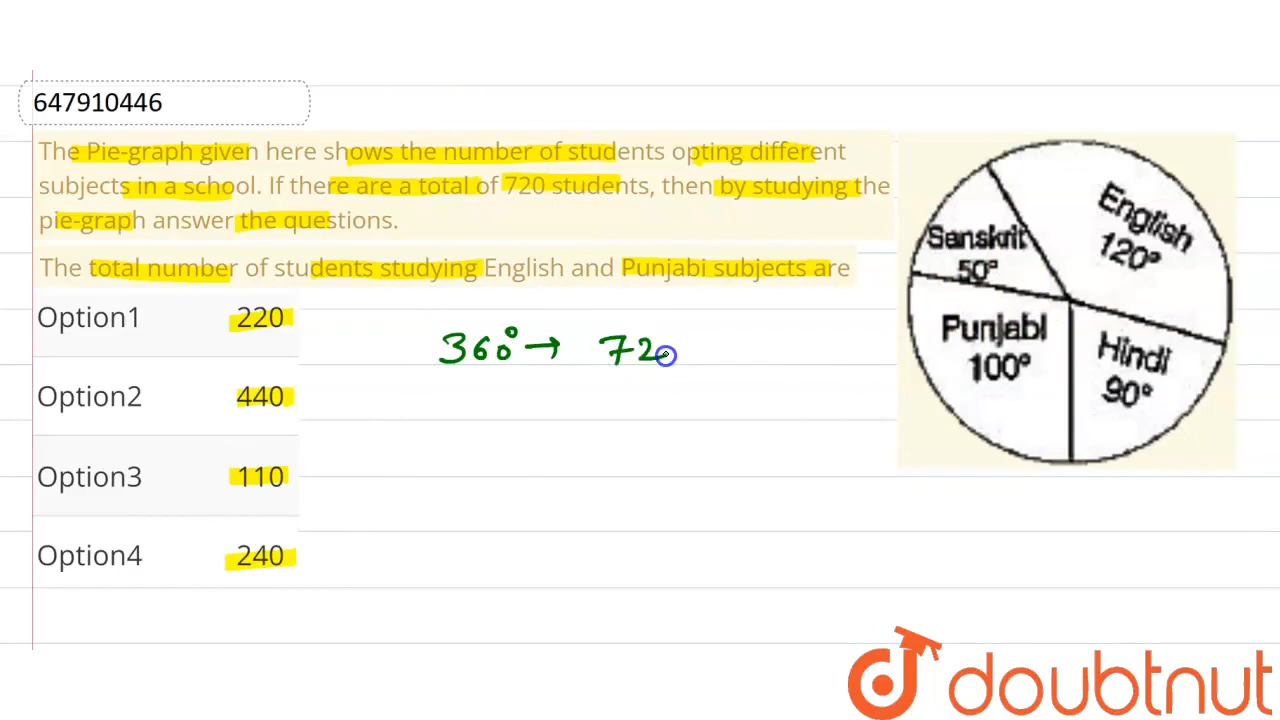 647910446
The Pie-graph given here shows the number of students opting different
subjects in a school. If there are a total of 720 students, then by studying the
pie-graph answer the questions.
The total number of students studying English and Punjabi subjects are
Option1 220
Option2 440
Option3 110
Option4 240
360° → 72
English
120°
Sanskrit
50°
Punjabi
100°
Hindi
90°
doubtnut